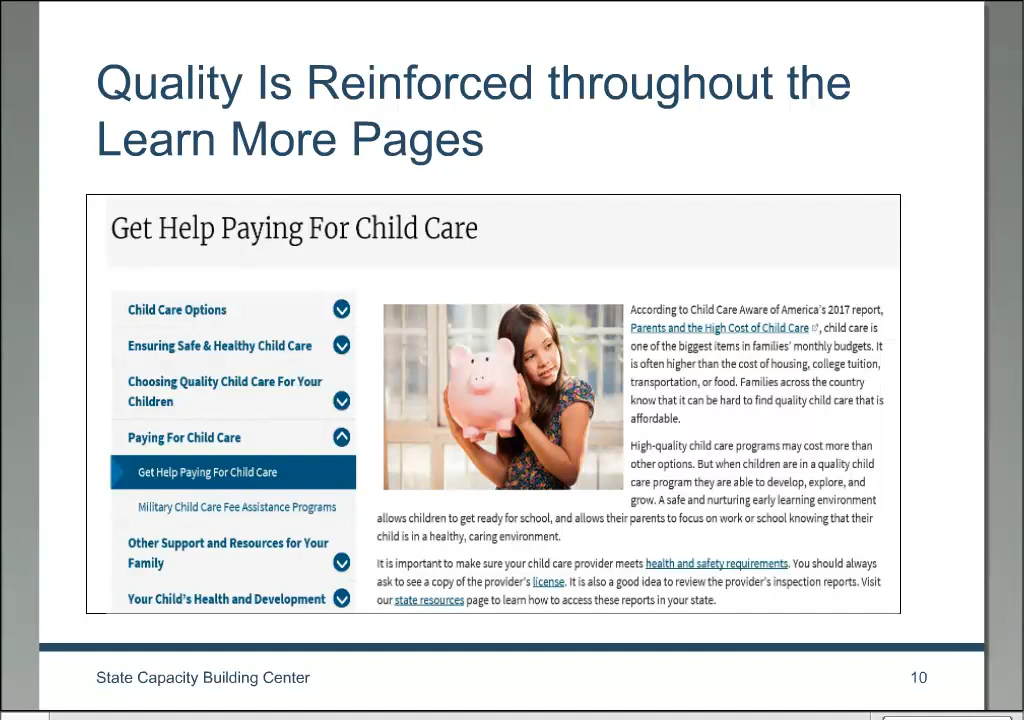 Quality Is Reinforced throughout the
Learn More Pages
Get Help Paying For Child Care
Child Care Options
Ensuring Safe & Healthy Child Care
Choosing Quality Child Care For Your
Children
Paying For Child Care
Get Help Paying For Child Care
Military Child Care Fee Assistance Programs
Other Support and Resources for Your
Family
Your Child's Health and Development
According to Child Care Aware of America's 2017 report,
Parents and the High Cost of Child Care, child care is
one of the biggest items in families' monthly budgets. It
is often higher than the cost of housing, college tuition,
transportation, or food. Families across the country
know that it can be hard to find quality child care that is
affordable.
High-quality child care programs may cost more than
other options. But when children are in a quality child
care program they are able to develop, explore, and
grow. A safe and nurturing early learning environment
allows children to get ready for school, and allows their parents to focus on work or school knowing that their
child is in a healthy, caring environment.
It is important to make sure your child care provider meets health and safety requirements. You should always
ask to see a copy of the provider's license. It is also a good idea to review the provider's inspection reports. Visit
our state resources page to learn how to access these reports in your state.
State Capacity Building Center
10